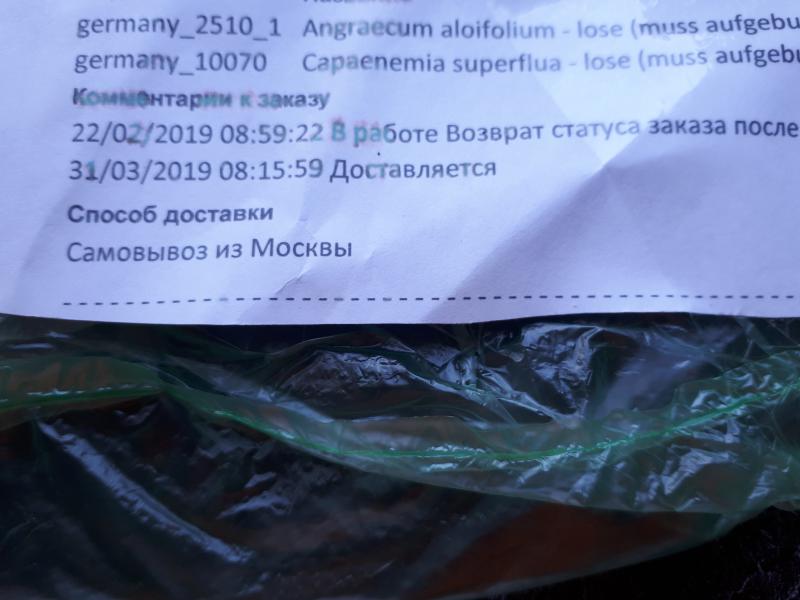 germany_2510_1 Angraecum aloifolium - lose (muss aufgebu
germany_10070 Capaenemia superflua - lose (muss aufgebu
Комментарии к заказу
22/02/2019 08:59:22 В работе Возврат статуса заказа после
31/03/2019 08:15:59 Доставляется
Способ доставки
Самовывоз из Москвы